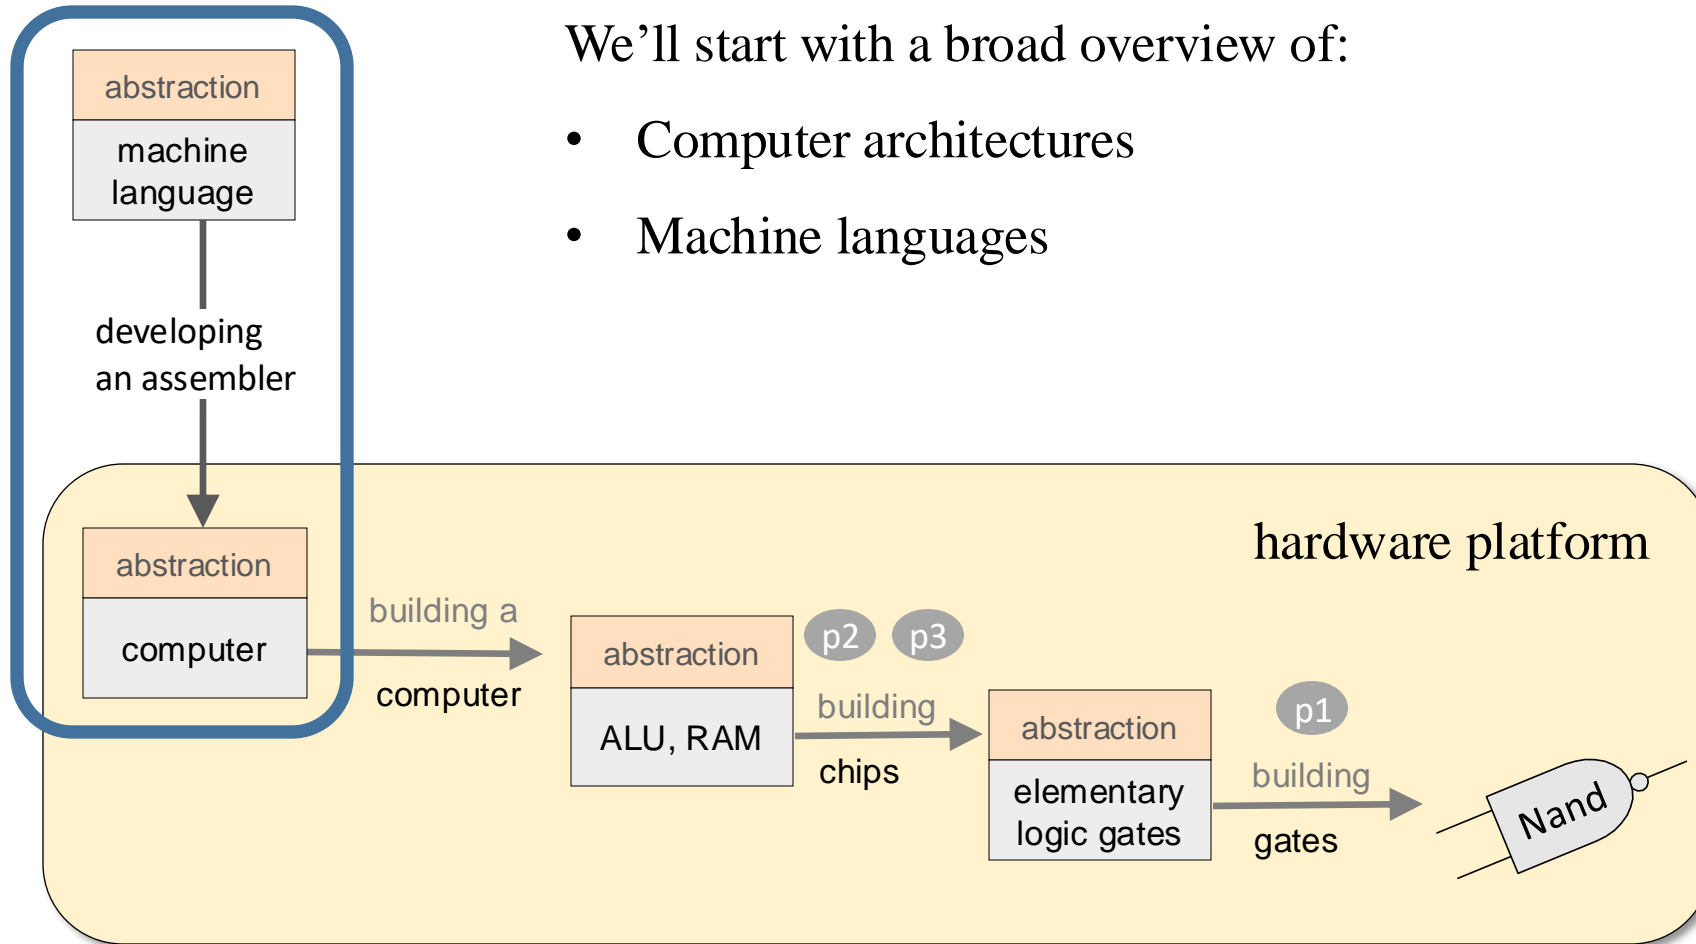 We’ll start with a broad overview of:
• Computer architectures
• Machine languages
abstraction
machine
language
developing
an assembler
hardware platform
abstraction
computer
building a
computer
abstraction
ALU, RAM
p2 p3
building
chips
abstraction
elementary
logic gates
p1
building
gates
Nand